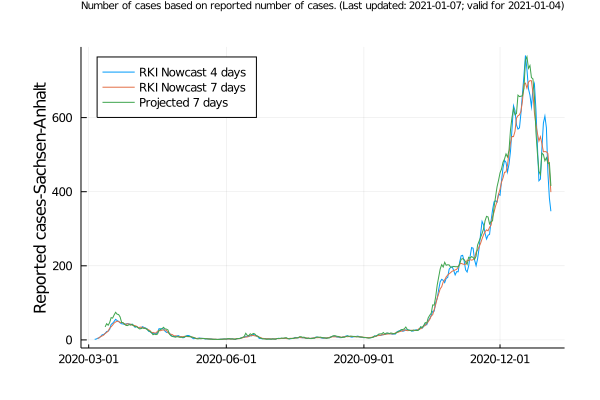 Number of cases based on reported number of cases. (Last updated: 2021-01-07; valid for 2021-01-04)
RKI Nowcast 4 days
RKI Nowcast 7 days
Projected 7 days
Reported cases-Sachsen-Anhalt
600
400
200
0
2020-03-01 2020-06-01 2020-09-01 2020-12-01